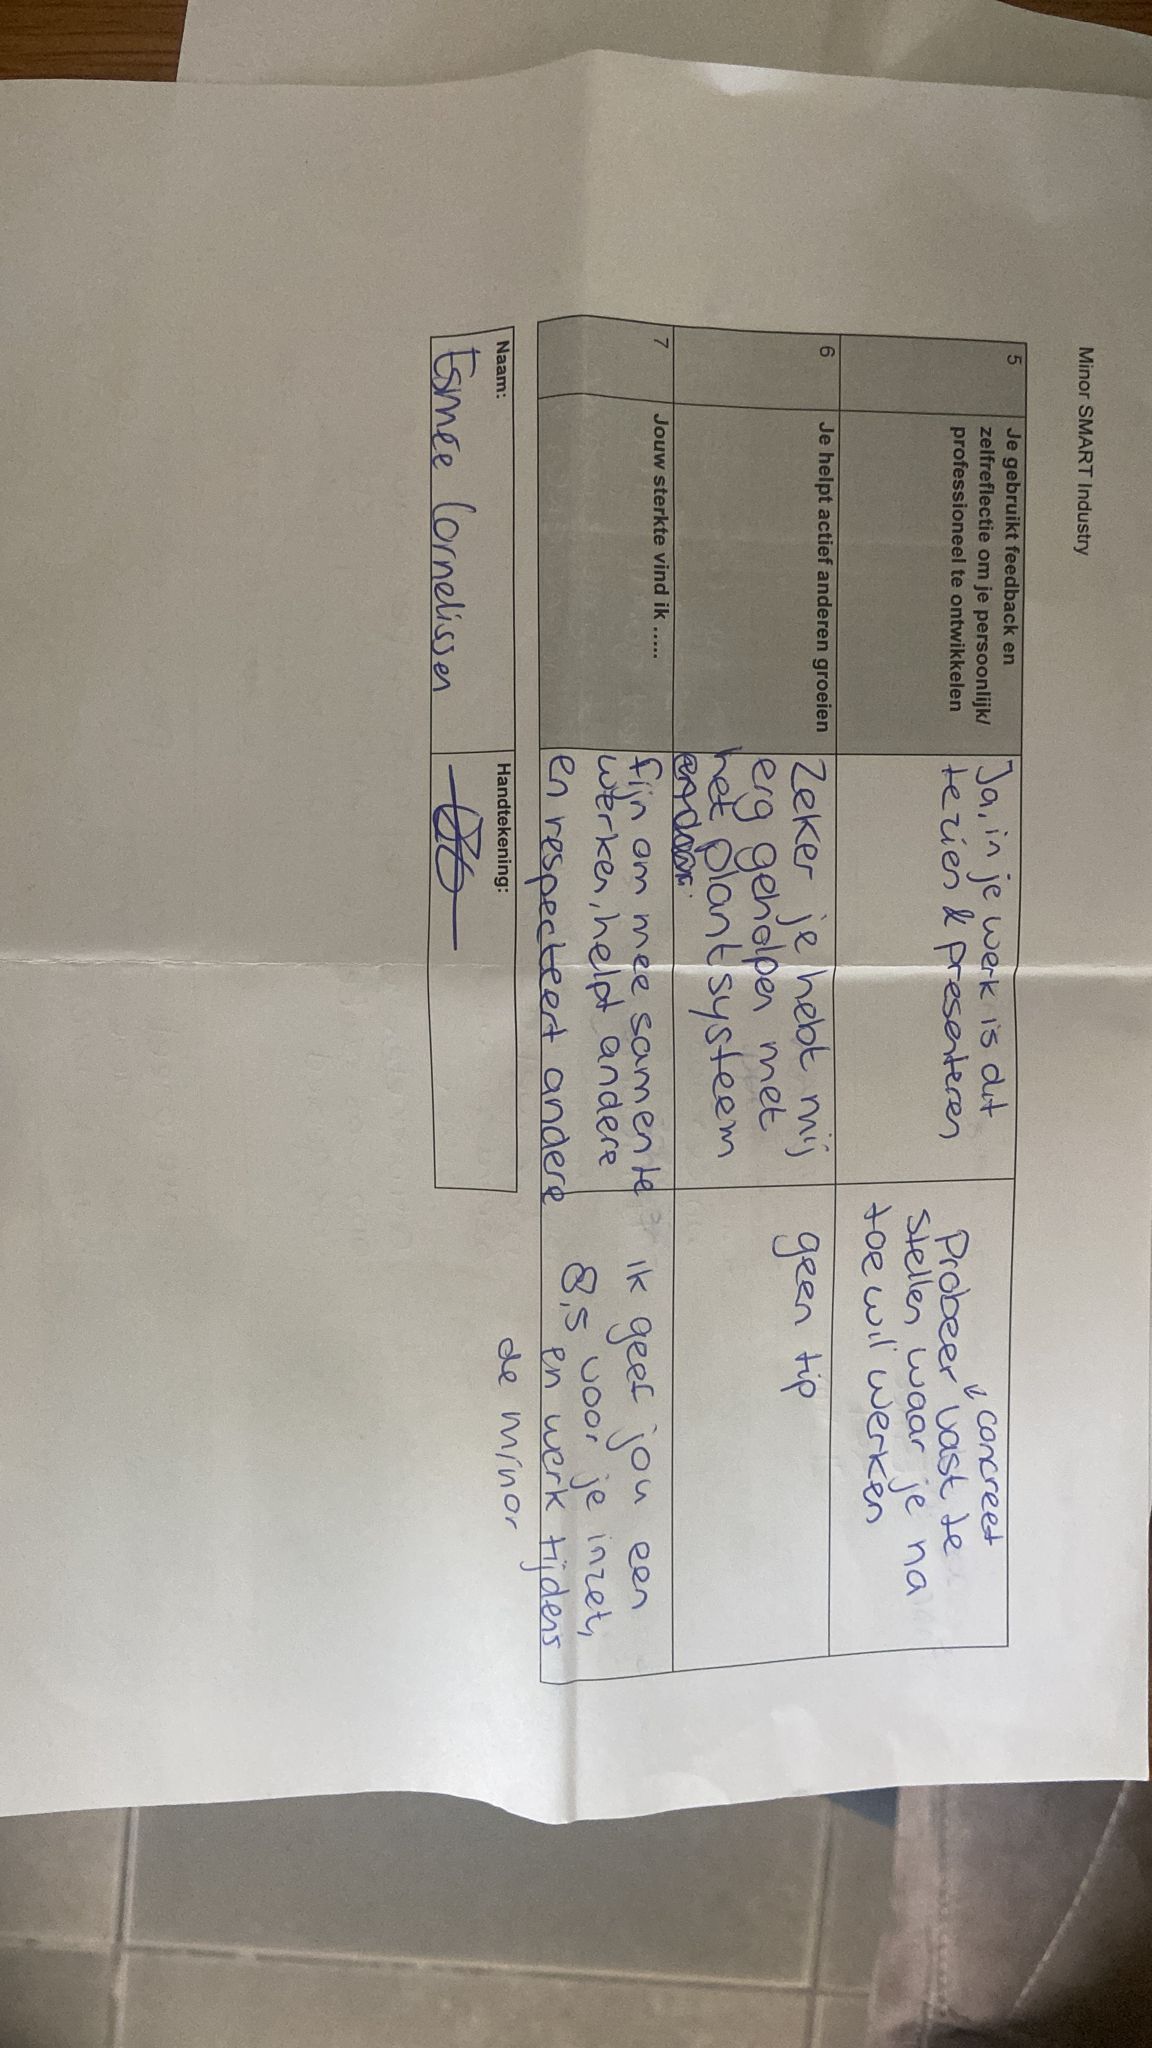 Minor SMART Industry
5
Je gebruikt feedback en
zelfreflectie om je persoonlijk/
professioneel te ontwikkelen
Ja, in je werk is dit
te zien & presenteren
concreet
Probeer vast te
stellen waar je na
toe wil werken
6
Je helpt actief anderen groeien
Zeker je hebt mij
erg geholpen met
het plantsysteem
geen tip
7
Jouw sterkte vind ik .....
fijn om mee samen te
werken, helpt andere
en respecteert andere
ik geef jou een
8,5 voor je inzet,
en werk tijdens
de minor
Naam:
Esmée Cornelissen
Handtekening: